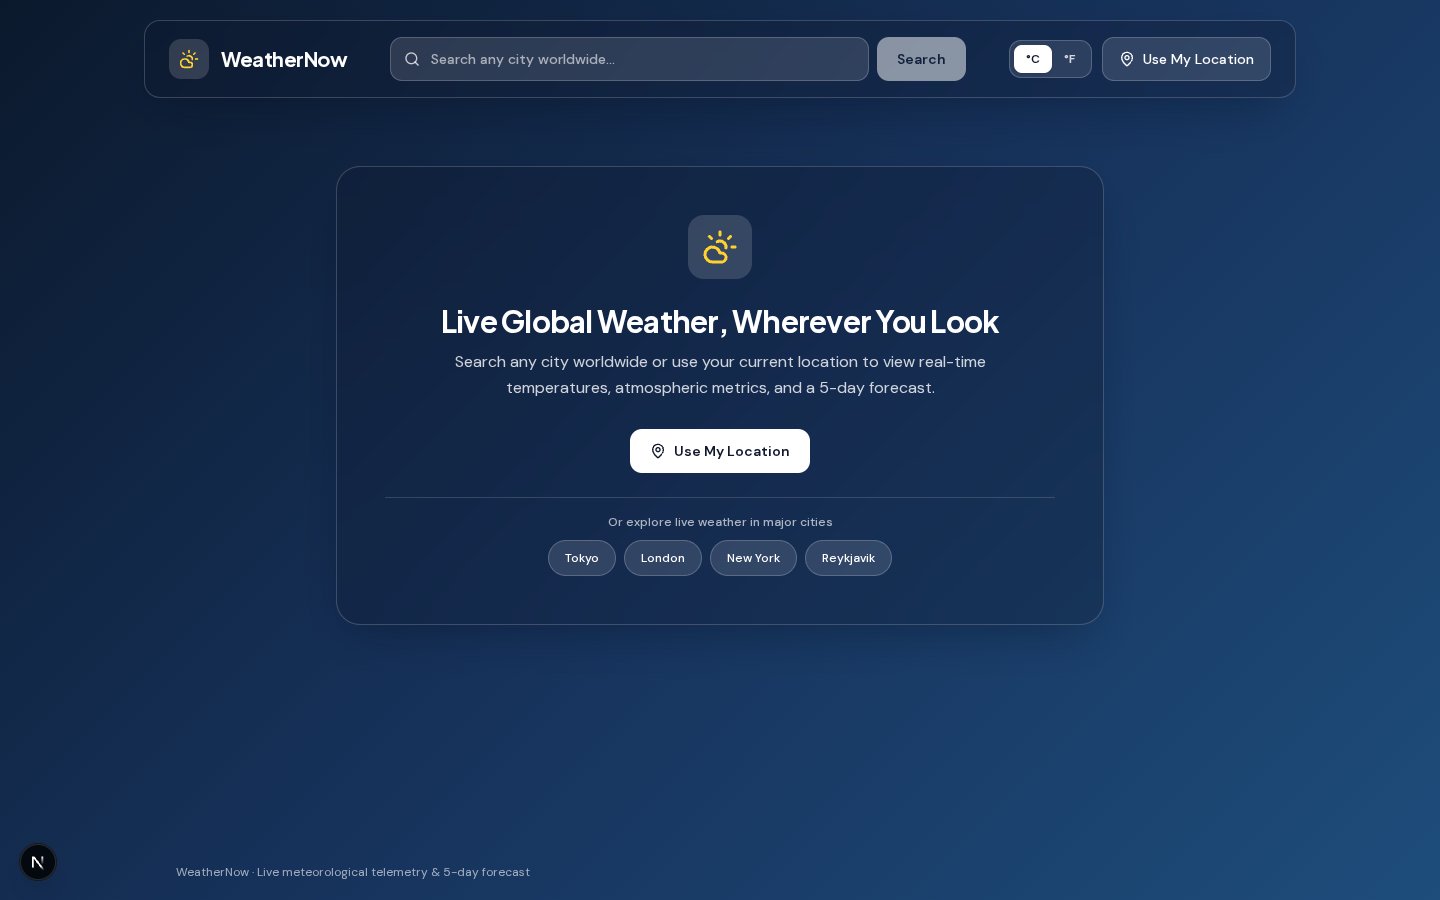 WeatherNow
Search any city worldwide...
Search
°C
°F
Use My Location
Live Global Weather, Wherever You Look
Search any city worldwide or use your current location to view real-time
temperatures, atmospheric metrics, and a 5-day forecast.
Use My Location
Or explore live weather in major cities
Tokyo
London
New York
Reykjavik
N
WeatherNow · Live meteorological telemetry & 5-day forecast